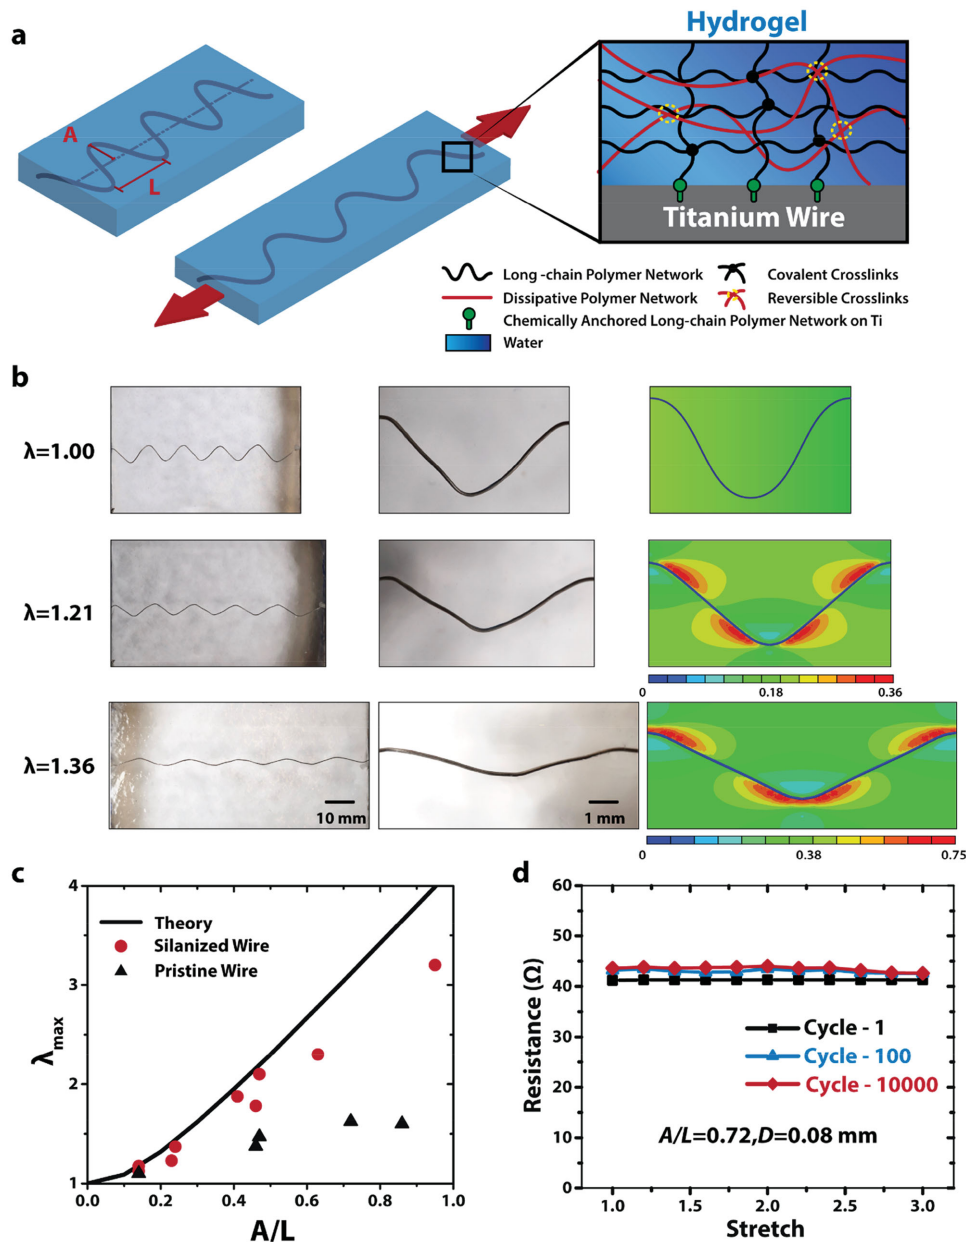 a
Hydrogel
A
L
Titanium Wire
Long -chain Polymer Network
Covalent Crosslinks
Dissipative Polymer Network
Reversible Crosslinks
Chemically Anchored Long-chain Polymer Network on Ti
Water
b
λ=1.00
λ=1.21
0 0.18 0.36
λ=1.36
10 mm
1 mm
0 0.38 0.75
c
4
3
2
1
λmax
Theory
Silanized Wire
Pristine Wire
0.0 0.2 0.4 0.6 0.8 1.0
A/L
d
60
50
40
30
20
10
0
Resistance (Ω)
Cycle - 1
Cycle - 100
Cycle - 10000
A/L=0.72,D=0.08 mm
1.0 1.5 2.0 2.5 3.0
Stretch